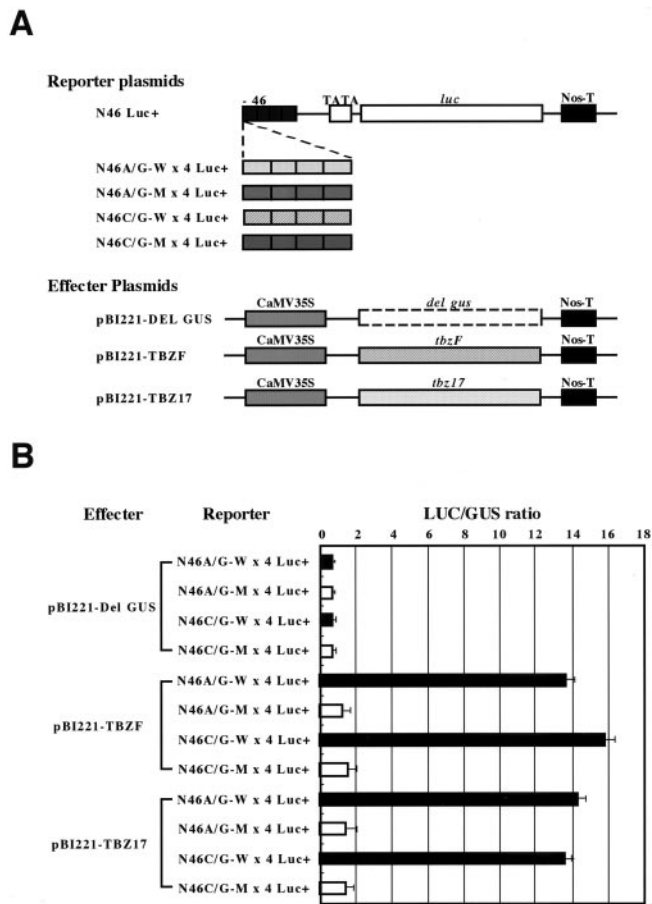 A
Reporter plasmids
- 46 TATA luc Nos-T
N46 Luc+
N46A/G-W x 4 Luc+
N46A/G-M x 4 Luc+
N46C/G-W x 4 Luc+
N46C/G-M x 4 Luc+
Effecter Plasmids
CaMV35S del gus Nos-T
pBI221-DEL GUS
CaMV35S tbzF Nos-T
pBI221-TBZF
CaMV35S tbz17 Nos-T
pBI221-TBZ17
B
Effecter Reporter LUC/GUS ratio
0 2 4 6 8 10 12 14 16 18
N46A/G-W x 4 Luc+
N46A/G-M x 4 Luc+
pBI221-Del GUS
N46C/G-W x 4 Luc+
N46C/G-M x 4 Luc+
N46A/G-W x 4 Luc+
N46A/G-M x 4 Luc+
pBI221-TBZF
N46C/G-W x 4 Luc+
N46C/G-M x 4 Luc+
N46A/G-W x 4 Luc+
N46A/G-M x 4 Luc+
pBI221-TBZ17
N46C/G-W x 4 Luc+
N46C/G-M x 4 Luc+